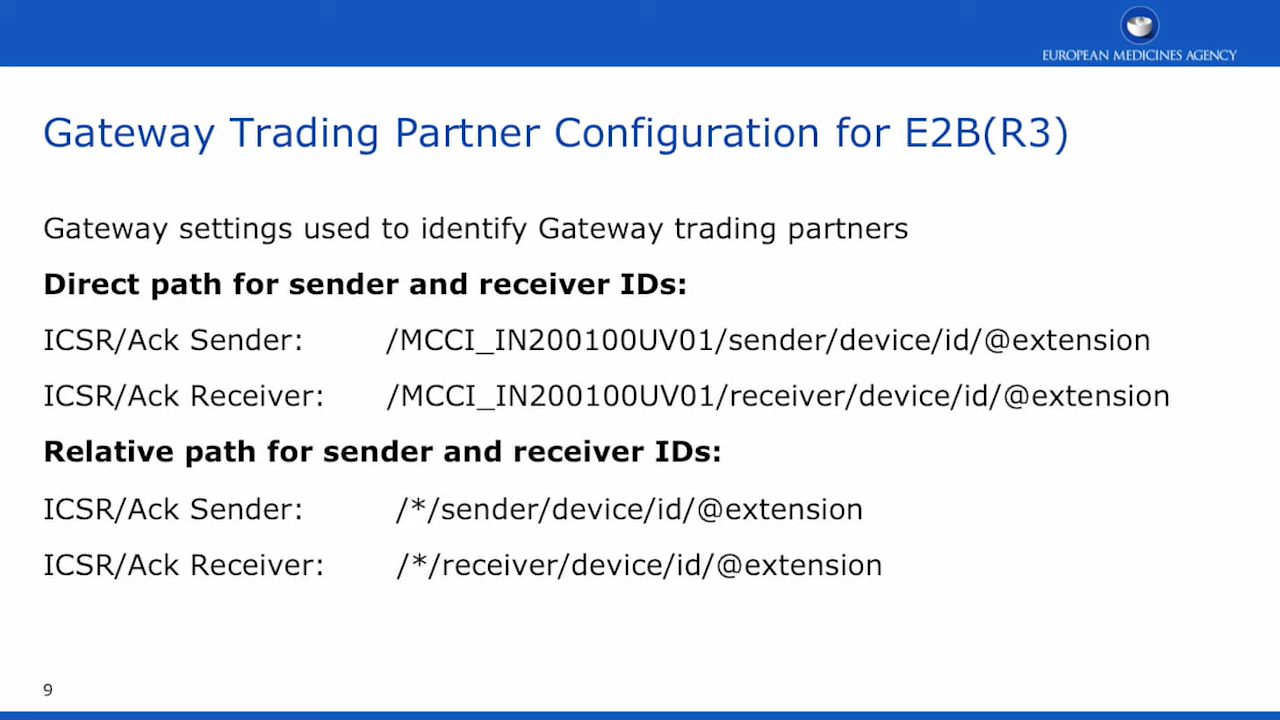 EUROPEAN MEDICINES AGENCY
Gateway Trading Partner Configuration for E2B(R3)
Gateway settings used to identify Gateway trading partners
Direct path for sender and receiver IDs:
ICSR/Ack Sender: /MCCI_IN200100UV01/sender/device/id/@extension
ICSR/Ack Receiver: /MCCI_IN200100UV01/receiver/device/id/@extension
Relative path for sender and receiver IDs:
ICSR/Ack Sender: /*/sender/device/id/@extension
ICSR/Ack Receiver: /*/receiver/device/id/@extension
9